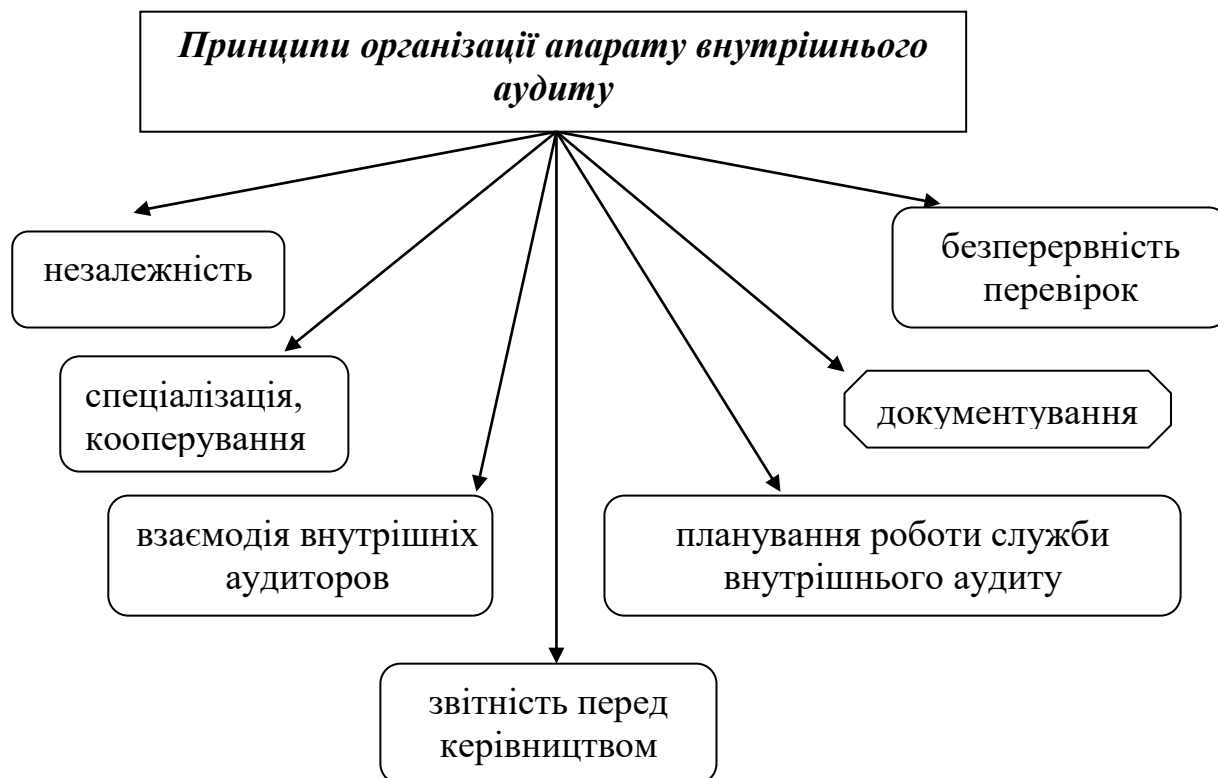 Принципи організації апарату внутрішнього
аудиту
незалежність
безперервність
перевірок
спеціалізація,
кооперування
документування
взаємодія внутрішніх
аудиторов
планування роботи служби
внутрішнього аудиту
звітність перед
керівництвом